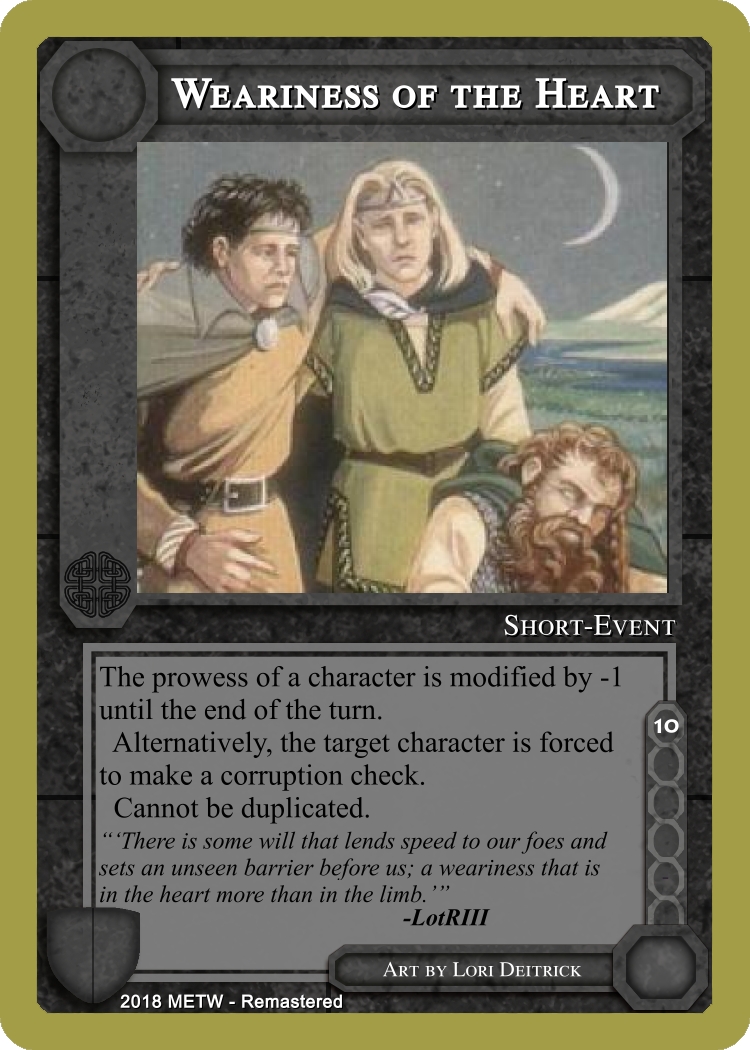 WEARINESS OF THE HEART
SHORT-EVENT
The prowess of a character is modified by -1
until the end of the turn.
Alternatively, the target character is forced
to make a corruption check.
Cannot be duplicated.
“‘There is some will that lends speed to our foes and
sets an unseen barrier before us; a weariness that is
in the heart more than in the limb.’”
-LotRIII
10
ART BY LORI DEITRICK
2018 METW - Remastered